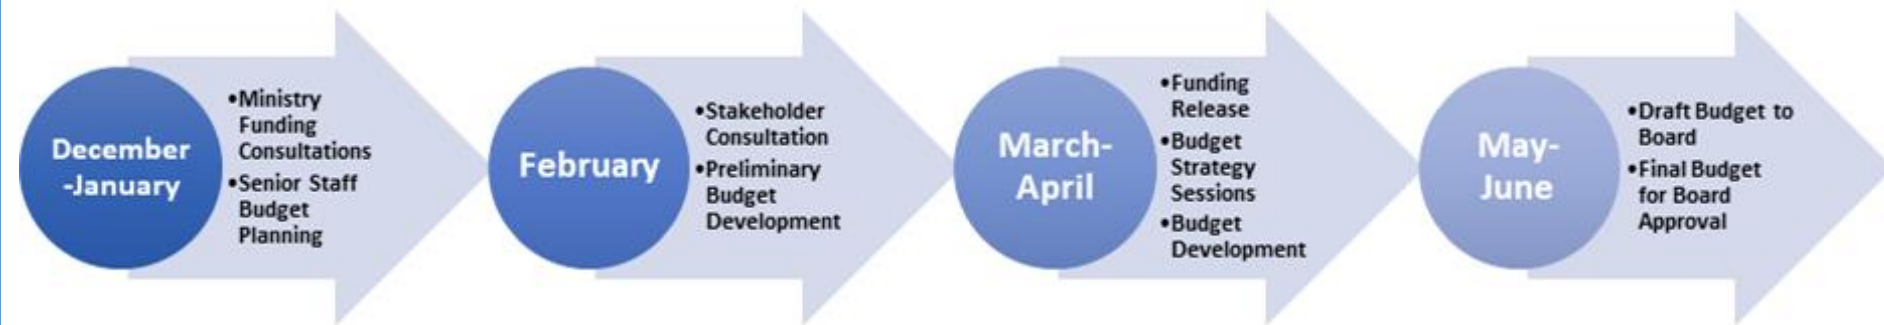 December
-January
•Ministry
Funding
Consultations
•Senior Staff
Budget
Planning
February
•Stakeholder
Consultation
•Preliminary
Budget
Development
March-
April
•Funding
Release
•Budget
Strategy
Sessions
•Budget
Development
May-
June
•Draft Budget to
Board
•Final Budget
for Board
Approval